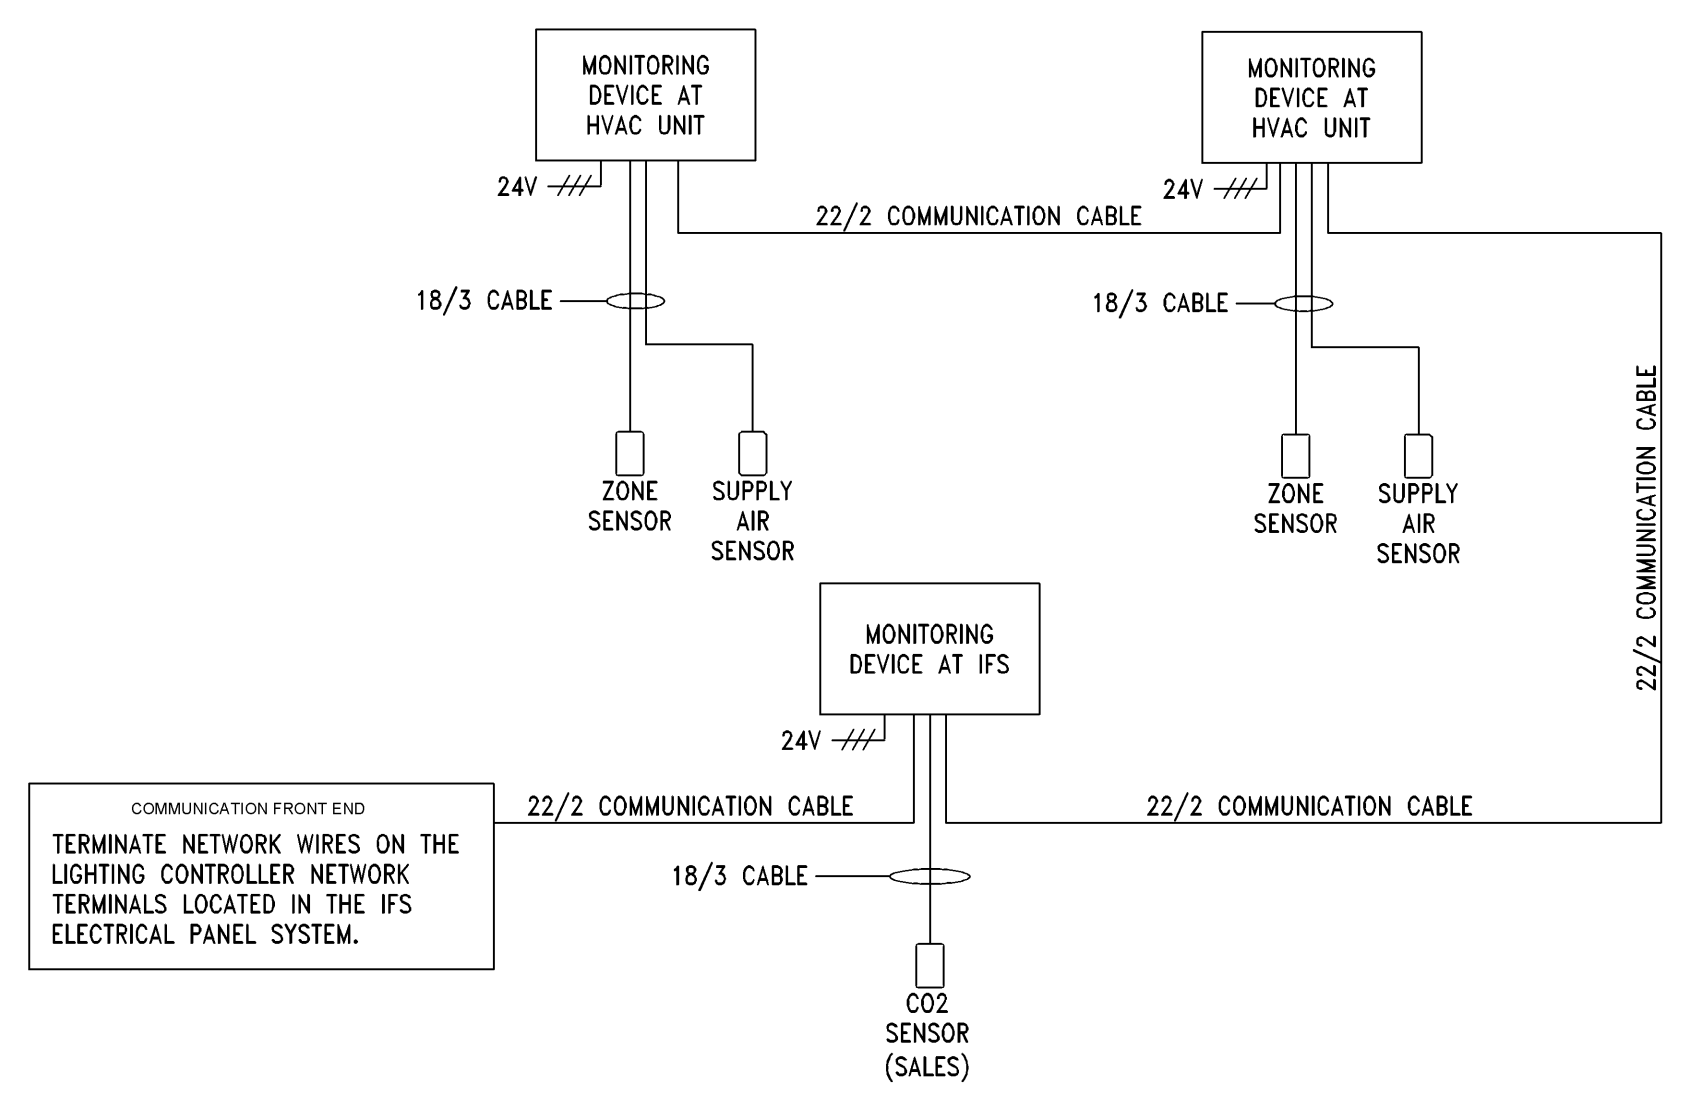 MONITORING
DEVICE AT
HVAC UNIT
MONITORING
DEVICE AT
HVAC UNIT
24V
24V
22/2 COMMUNICATION CABLE
18/3 CABLE
18/3 CABLE
22/2 COMMUNICATION CABLE
ZONE
SENSOR
SUPPLY
AIR
SENSOR
ZONE
SENSOR
SUPPLY
AIR
SENSOR
MONITORING
DEVICE AT IFS
24V
22/2 COMMUNICATION CABLE
22/2 COMMUNICATION CABLE
COMMUNICATION FRONT END
TERMINATE NETWORK WIRES ON THE
LIGHTING CONTROLLER NETWORK
TERMINALS LOCATED IN THE IFS
ELECTRICAL PANEL SYSTEM.
18/3 CABLE
CO2
SENSOR
(SALES)